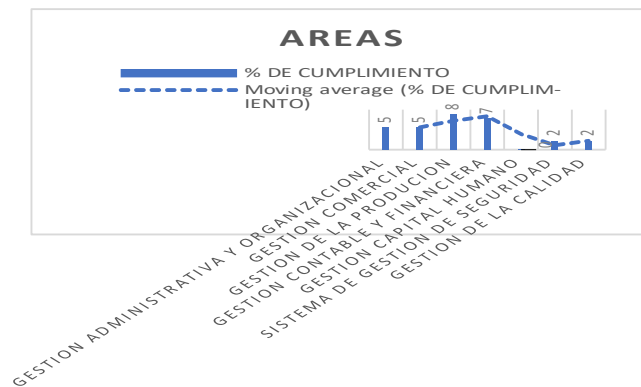 AREAS
% DE CUMPLIMIENTO
Moving average (% DE CUMPLIM-
IENTO)
5
5
8
7
0
2
2
GESTION ADMINISTRATIVA Y ORGANIZACIONAL
GESTION COMERCIAL
GESTION DE LA PRODUCION
GESTION CONTABLE Y FINANCIERA
GESTION CAPITAL HUMANO
SISTEMA DE GESTION DE SEGURIDAD
GESTION DE LA CALIDAD